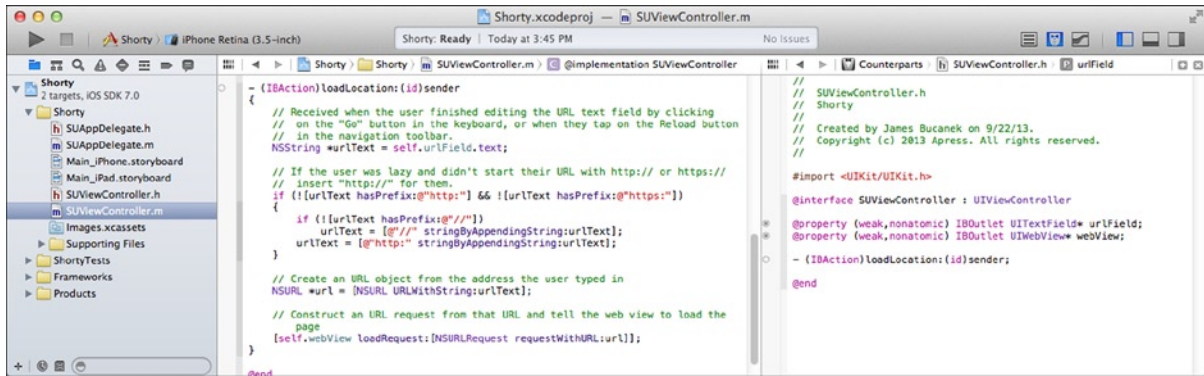 Shorty.xcodeproj — SUViewController.m
Shorty
iPhone Retina (3.5-inch)
Shorty: Ready | Today at 3:45 PM
No Issues
Shorty
2 targets, iOS SDK 7.0
Shorty
SUAppDelegate.h
SUAppDelegate.m
Main_iPhone.storyboard
Main_iPad.storyboard
SUViewController.h
SUViewController.m
Images.xcassets
Supporting Files
ShortyTests
Frameworks
Products
Shorty
Shorty
SUViewController.m
@implementation SUViewController
- (IBAction)loadLocation:(id)sender
{
// Received when the user finished editing the URL text field by clicking
// on the "Go" button in the keyboard, or when they tap on the Reload button
// in the navigation toolbar.
NSString *urlText = self.urlField.text;
// If the user was lazy and didn't start their URL with http:// or https://
// insert "http://" for them.
if (![urlText hasPrefix:@"http:"] && ![urlText hasPrefix:@"https:"])
{
if (![urlText hasPrefix:@"//"])
urlText = [@"//" stringByAppendingString:urlText];
urlText = [@"http:" stringByAppendingString:urlText];
}
// Create an URL object from the address the user typed in
NSURL *url = [NSURL URLWithString:urlText];
// Construct an URL request from that URL and tell the web view to load the
page
[self.webView loadRequest:[NSURLRequest requestWithURL:url]];
}
@end
Counterparts
SUViewController.h
urlField
//
// SUViewController.h
// Shorty
//
// Created by James Bucanek on 9/22/13.
// Copyright (c) 2013 Apress. All rights reserved.
//
#import <UIKit/UIKit.h>
@interface SUViewController : UIViewController
@property (weak,nonatomic) IBOutlet UITextField* urlField;
@property (weak,nonatomic) IBOutlet UIWebView* webView;
- (IBAction)loadLocation:(id)sender;
@end